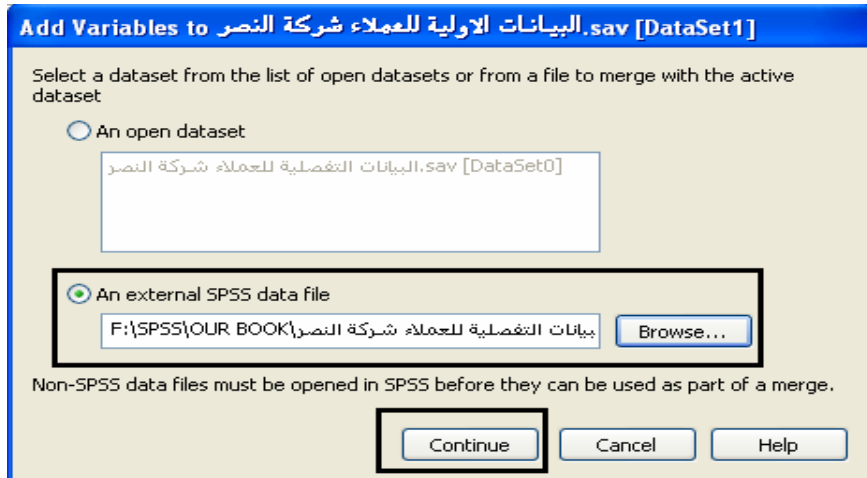 Add Variables to البيانات الاولية للعملاء شركة النصر.sav [DataSet1]
Select a dataset from the list of open datasets or from a file to merge with the active
dataset
An open dataset
البيانات التفصلية للعملاء شركة النصر.sav [DataSet0]
An external SPSS data file
F:\SPSS\OUR BOOK\بيانات التفصلية للعملاء شركة النصر
Browse...
Non-SPSS data files must be opened in SPSS before they can be used as part of a merge.
Continue Cancel Help